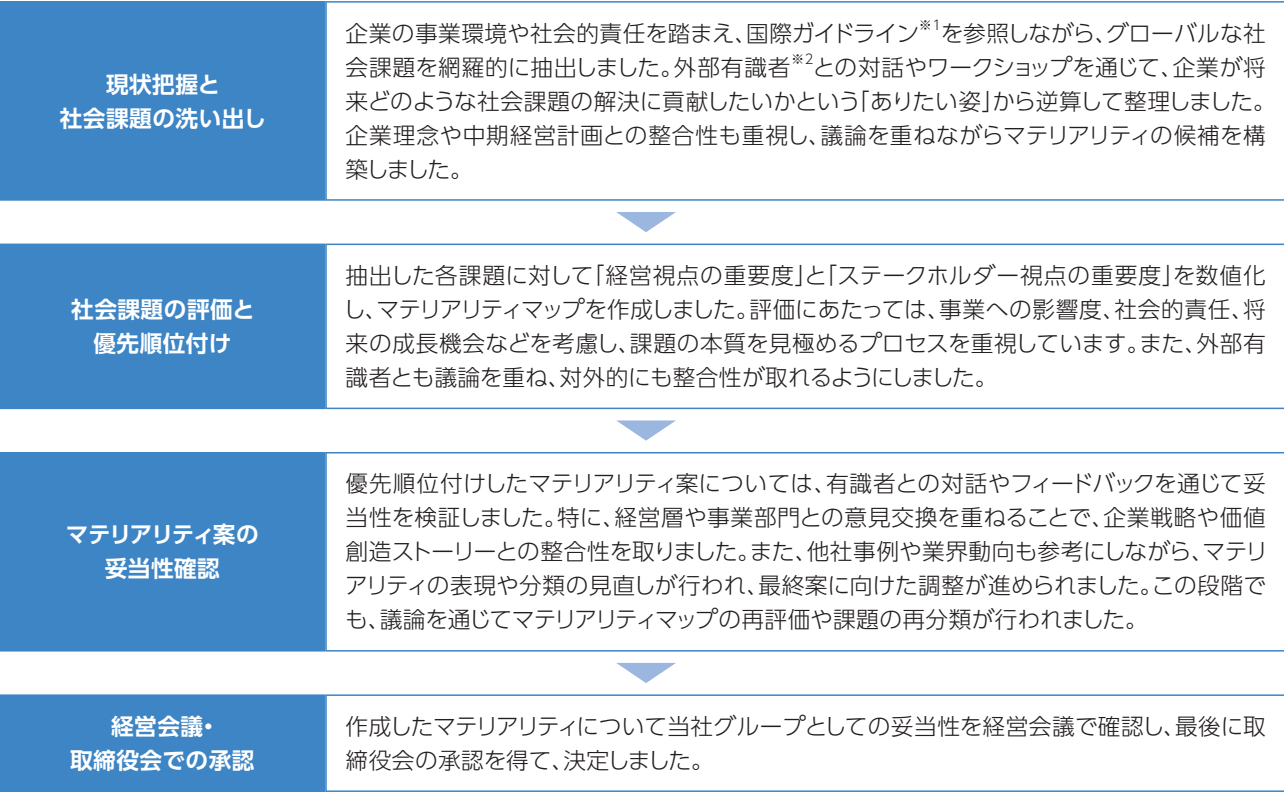 現状把握と
社会課題の洗い出し
企業の事業環境や社会的責任を踏まえ、国際ガイドライン※1を参照しながら、グローバルな社
会課題を網羅的に抽出しました。外部有識者※2との対話やワークショップを通じて、企業が将
来どのような社会課題の解決に貢献したいかという「ありたい姿」から逆算して整理しました。
企業理念や中期経営計画との整合性も重視し、議論を重ねながらマテリアリティの候補を構
築しました。
社会課題の評価と
優先順位付け
抽出した各課題に対して「経営視点の重要度」と「ステークホルダー視点の重要度」を数値化
し、マテリアリティマップを作成しました。評価にあたっては、事業への影響度、社会的責任、将
来の成長機会などを考慮し、課題の本質を見極めるプロセスを重視しています。また、外部有
識者とも議論を重ね、対外的にも整合性が取れるようにしました。
マテリアリティ案の
妥当性確認
優先順位付けしたマテリアリティ案については、有識者との対話やフィードバックを通じて妥
当性を検証しました。特に、経営層や事業部門との意見交換を重ねることで、企業戦略や価値
創造ストーリーとの整合性を取りました。また、他社事例や業界動向も参考にしながら、マテリ
アリティの表現や分類の見直しが行われ、最終案に向けた調整が進められました。この段階で
も、議論を通じてマテリアリティマップの再評価や課題の再分類が行われました。
経営会議・
取締役会での承認
作成したマテリアリティについて当社グループとしての妥当性を経営会議で確認し、最後に取
締役会の承認を得て、決定しました。